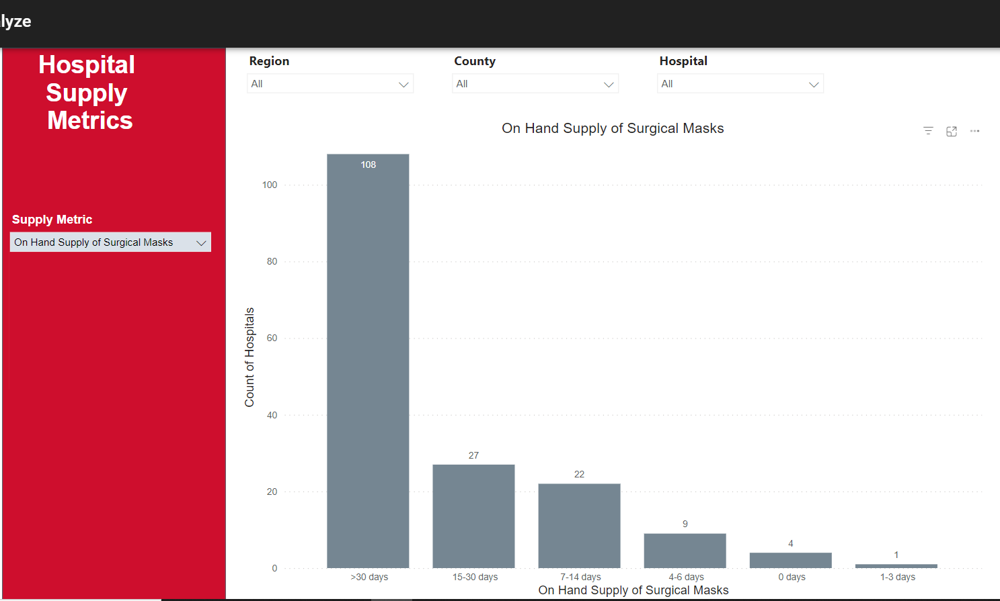 lyze
Hospital
Supply
Metrics
Supply Metric
On Hand Supply of Surgical Masks
Region
County
Hospital
All
All
All
On Hand Supply of Surgical Masks
Count of Hospitals
100
80
60
40
20
0
108
27
22
9
4
1
>30 days
15-30 days
7-14 days
4-6 days
0 days
1-3 days
On Hand Supply of Surgical Masks